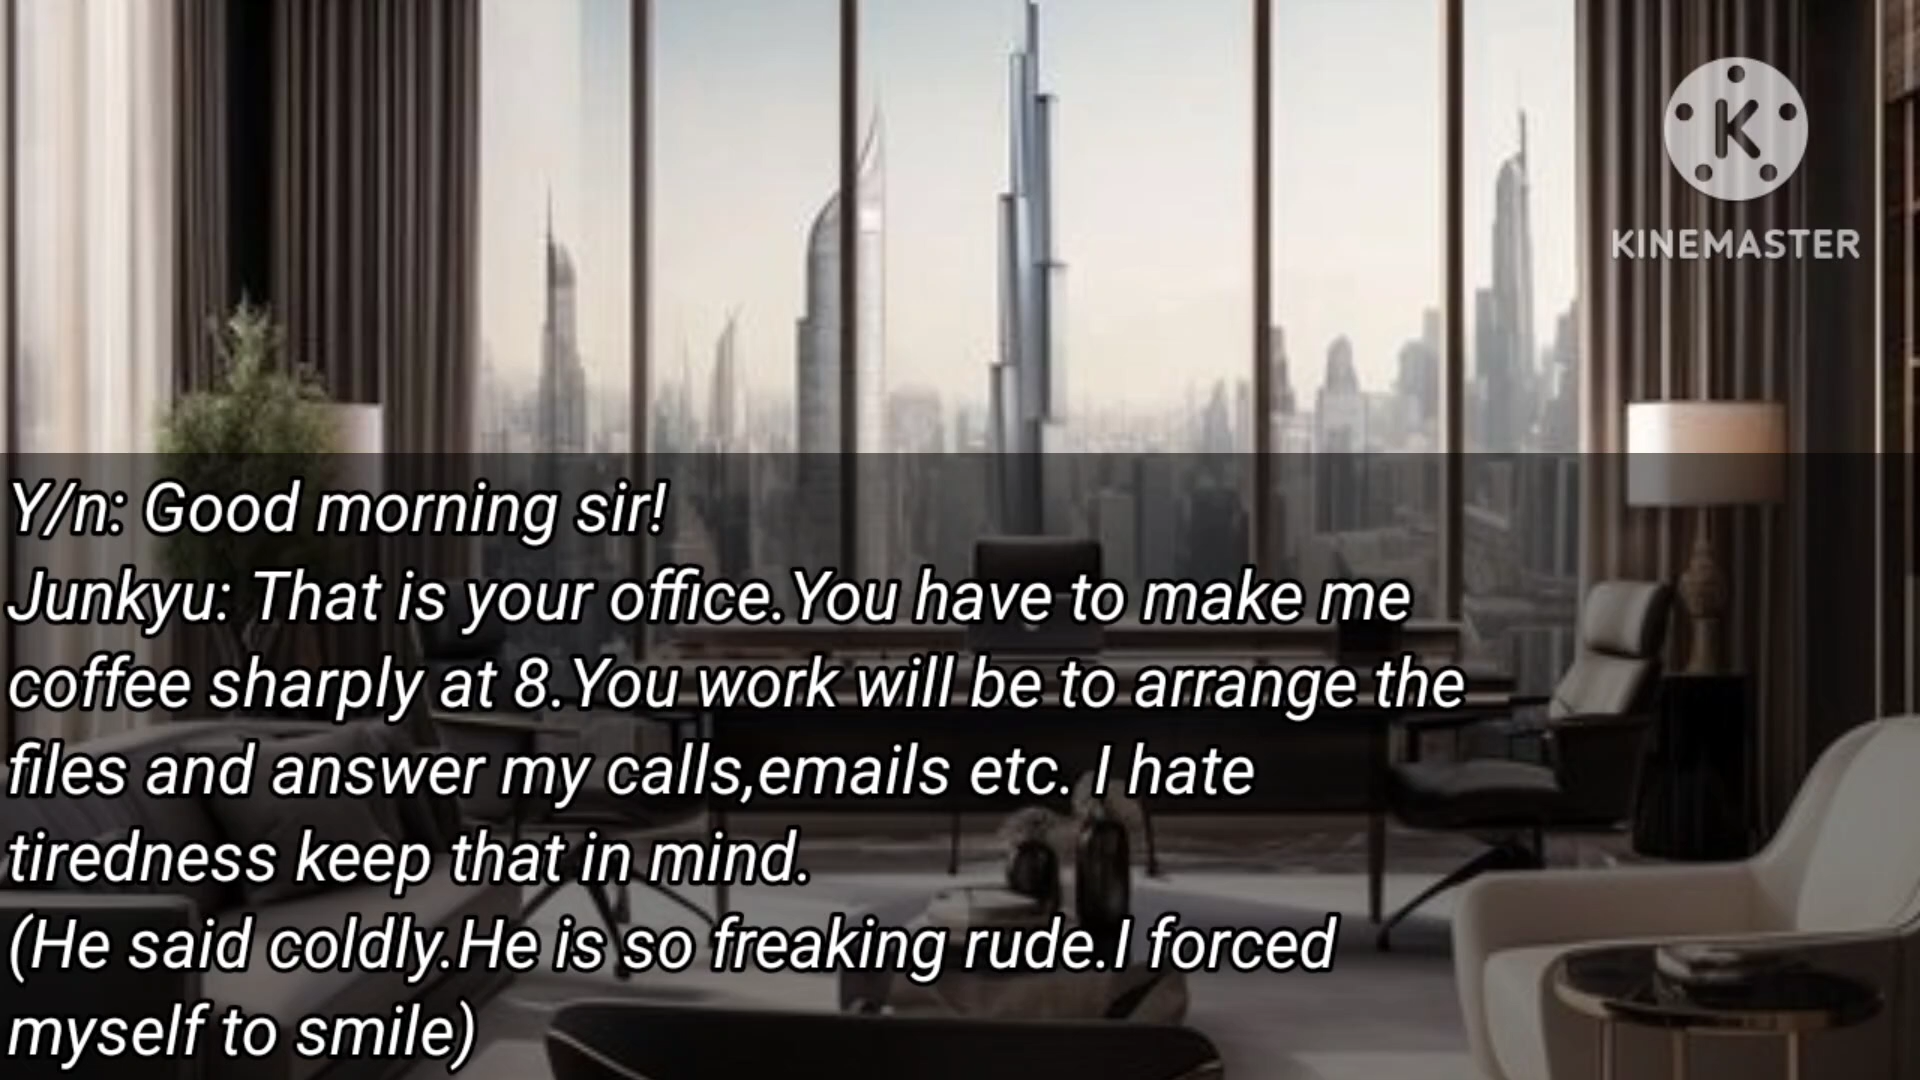 K
KINEMASTER
Y/n: Good morning sir!
Junkyu: That is your office.You have to make me
coffee sharply at 8.You work will be to arrange the
files and answer my calls,emails etc. I hate
tiredness keep that in mind.
(He said coldly.He is so freaking rude.I forced
myself to smile)